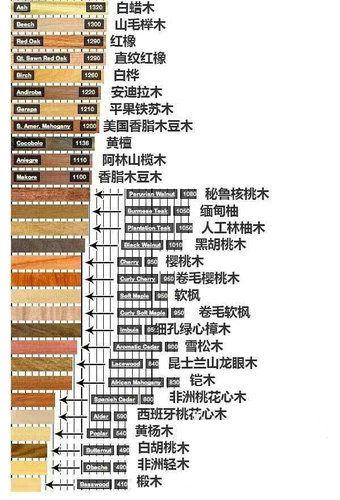 Ash 1320 白蜡木
Beech 1300 山毛榉木
Red Oak 1290 红橡
Qt. Sawn Red Oak 1290 直纹红橡
Birch 1260 白桦
Andiroba 1220 安迪拉木
Garapa 1210 平果铁苏木
S. Amer. Mahogany 1200 美国香脂木豆木
Cocobolo 1136 黄檀
Aniegre 1110 阿林山榄木
Makore 1100 香脂木豆木
Peruvian Walnut 1080 秘鲁核桃木
Burmese Teak 1050 缅甸柚
Plantation Teak 1050 人工林柚木
Black Walnut 1010 黑胡桃木
Cherry 950 樱桃木
Curly Cherry 950 卷毛樱桃木
Soft Maple 950 软枫
Curly Soft Maple 950 卷毛软枫
Imbuia 细孔绿心樟木
Aromatic Cedar 900 雪松木
Lacewood 840 昆士兰山龙眼木
African Mahogany 830 铠木
Spanish Cedar 600 非洲桃花心木
Alder 590 西班牙桃花心木
Poplar 540 黄杨木
Butternut 490 白胡桃木
Obeche 430 非洲轻木
Basswood 410 椴木